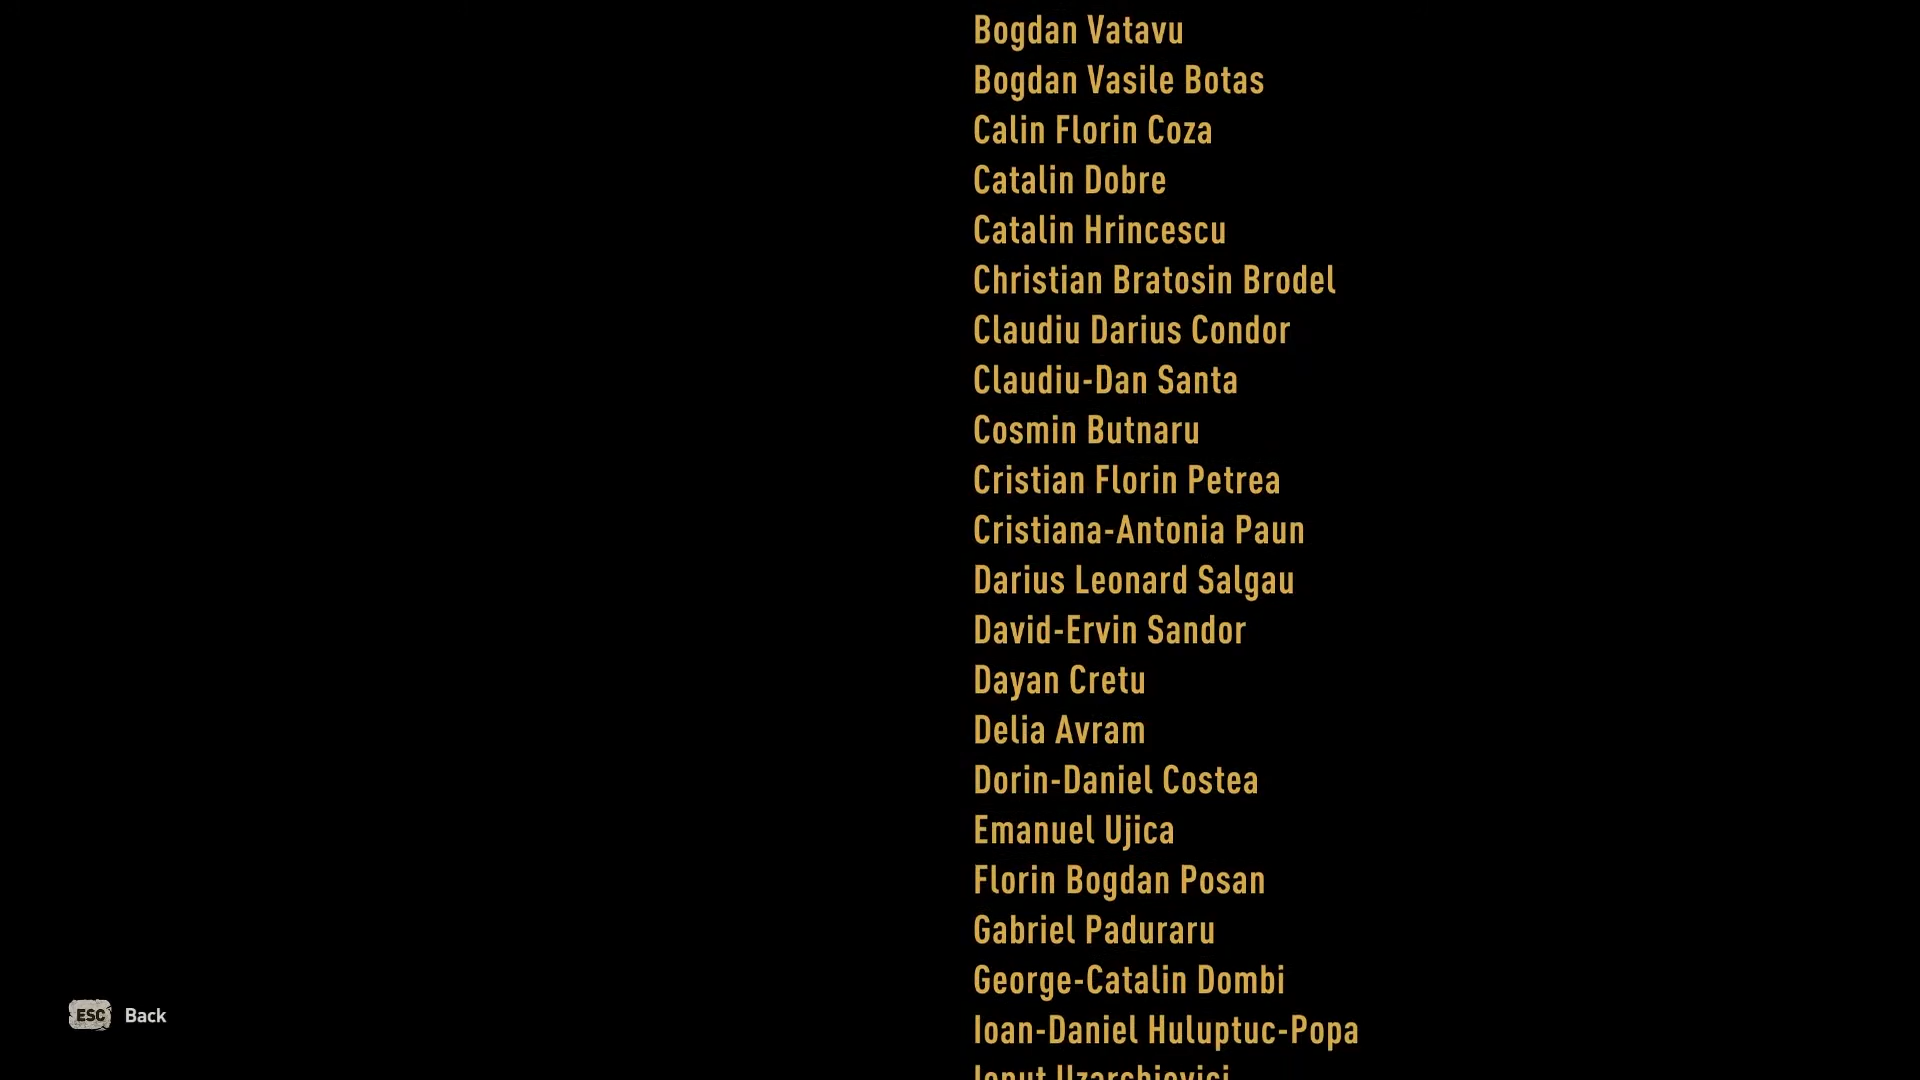 Bogdan Vatavu
Bogdan Vasile Botas
Calin Florin Coza
Catalin Dobre
Catalin Hrincescu
Christian Bratosin Brodel
Claudiu Darius Condor
Claudiu-Dan Santa
Cosmin Butnaru
Cristian Florin Petrea
Cristiana-Antonia Paun
Darius Leonard Salgau
David-Ervin Sandor
Dayan Cretu
Delia Avram
Dorin-Daniel Costea
Emanuel Ujica
Florin Bogdan Posan
Gabriel Paduraru
George-Catalin Dombi
ESC Back
Ioan-Daniel Huluptuc-Popa
Ionut